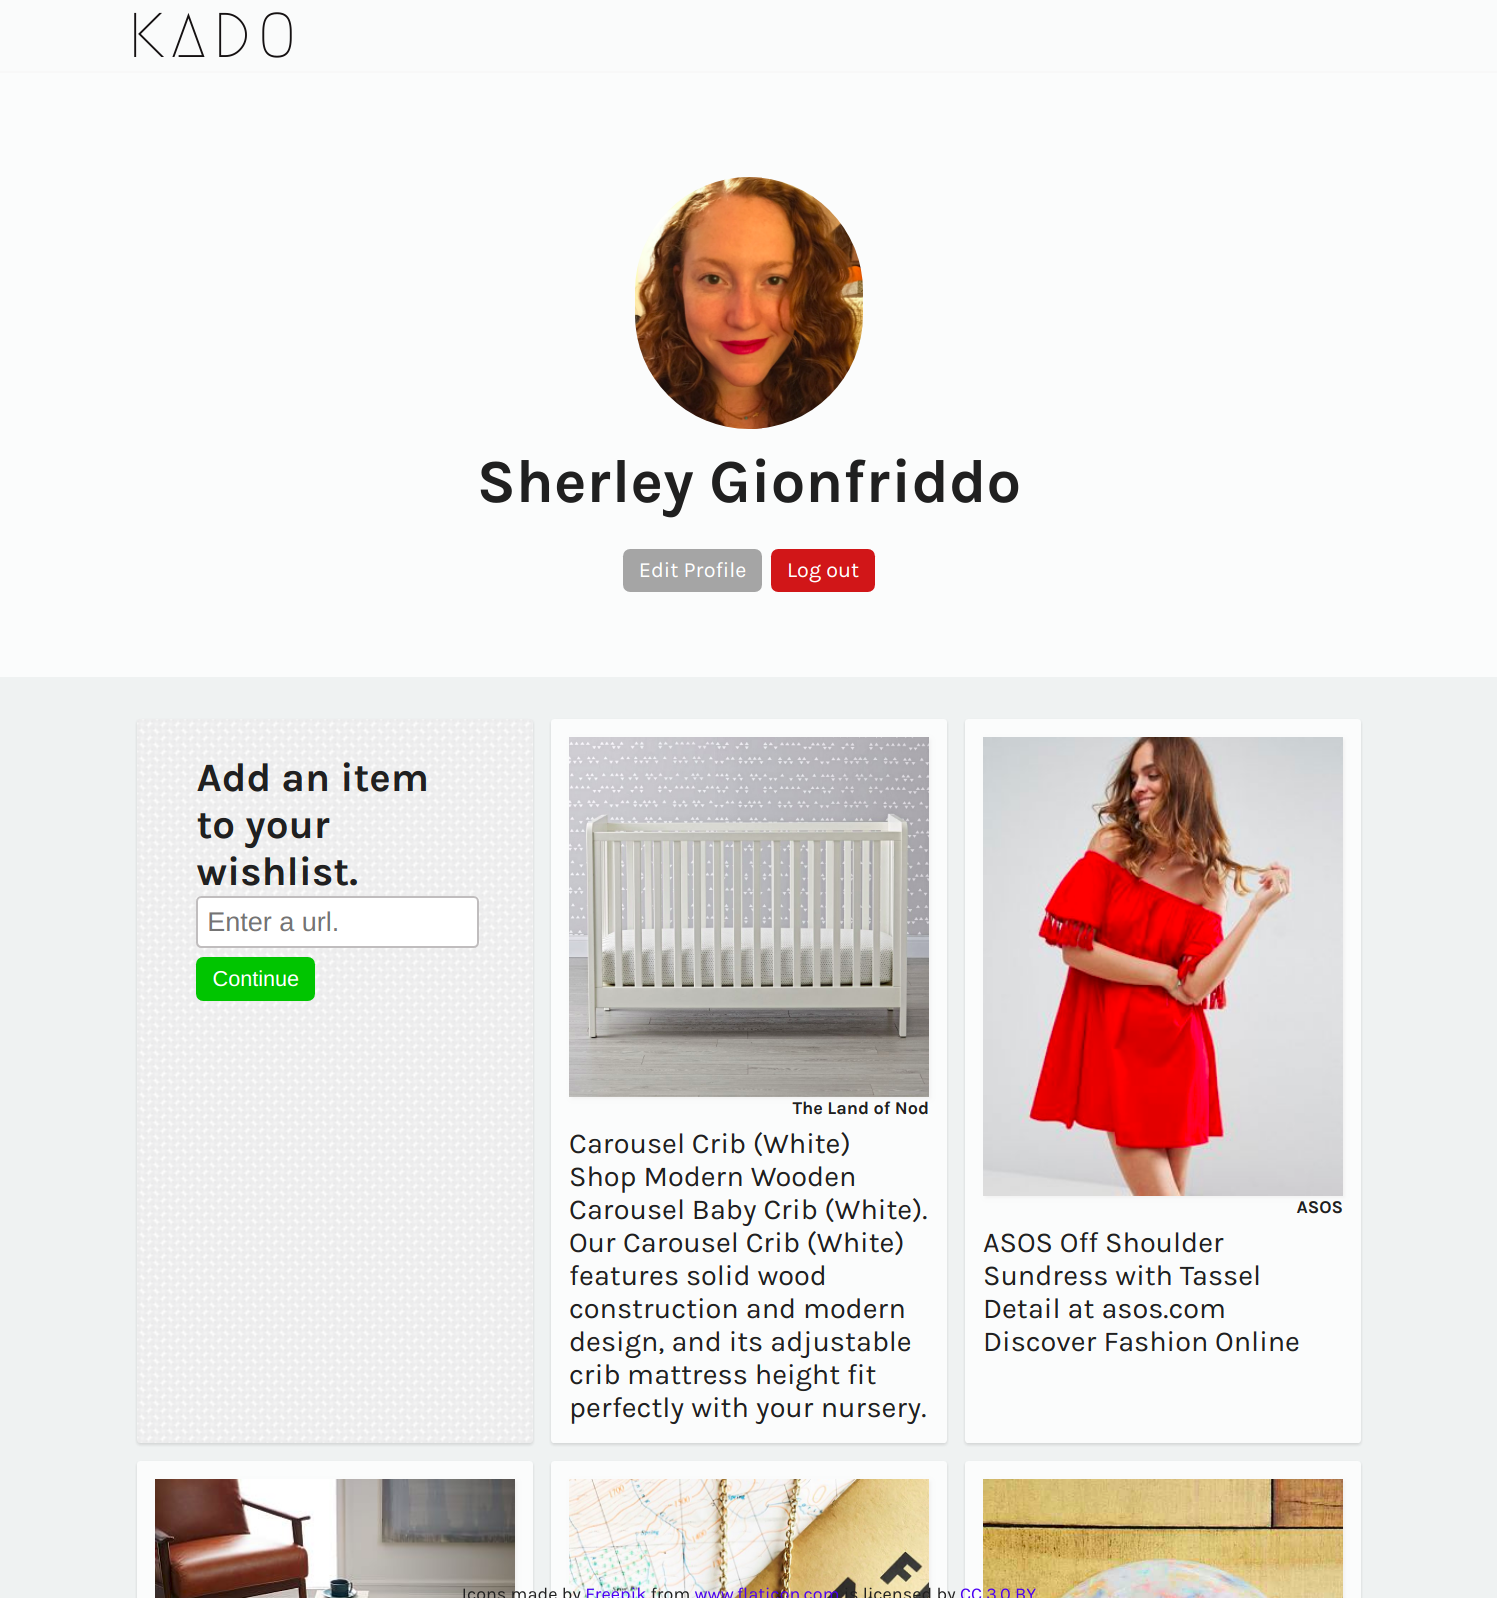 KADO
Sherley Gionfriddo
Edit Profile
Log out
Add an item
to your
wishlist.
Enter a url.
Continue
The Land of Nod
Carousel Crib (White)
Shop Modern Wooden
Carousel Baby Crib (White).
Our Carousel Crib (White)
features solid wood
construction and modern
design, and its adjustable
crib mattress height fit
perfectly with your nursery.
ASOS
ASOS Off Shoulder
Sundress with Tassel
Detail at asos.com
Discover Fashion Online
Icons made by Freepik from www.flaticon.com is licensed by CC 3.0 BY